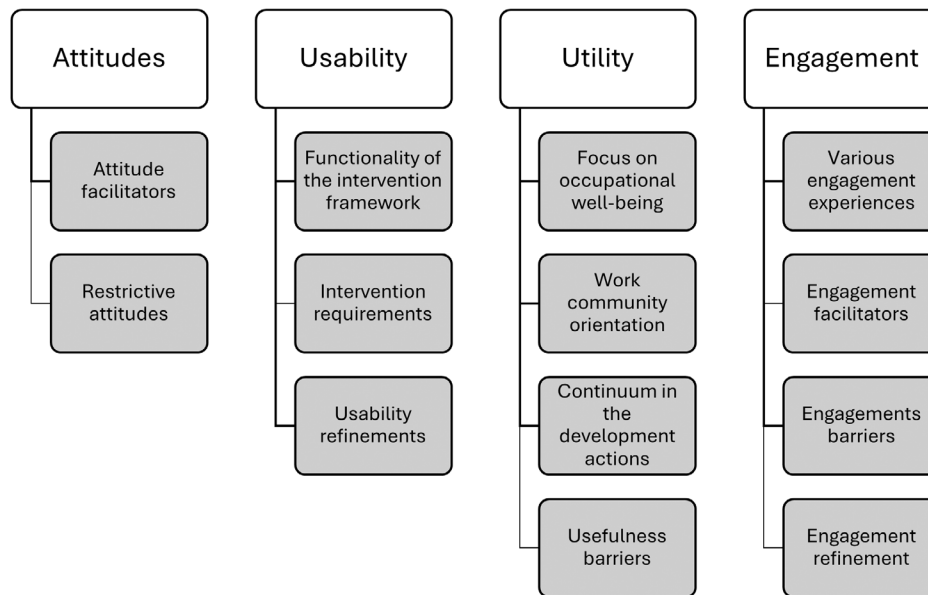 Attitudes
Attitude
facilitators
Restrictive
attitudes
Usability
Functionality of
the intervention
framework
Intervention
requirements
Usability
refinements
Utility
Focus on
occupational
well-being
Work
community
orientation
Continuum in
the
development
actions
Usefulness
barriers
Engagement
Various
engagement
experiences
Engagement
facilitators
Engagements
barriers
Engagement
refinement